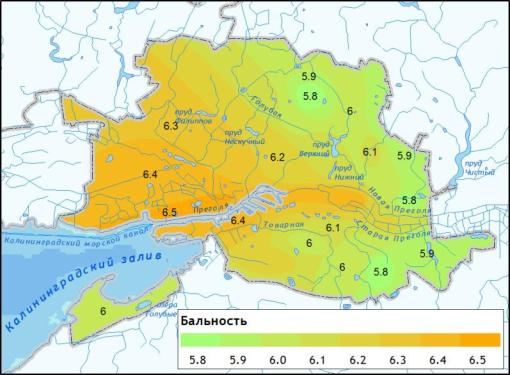 5.9
5.8
Голубая
6
пруд
Филиппов
6.3
пруд
Нескучный
пруд
Верхний
6.1
5.9
6.2
пруд
Нижний
пруд
Чистый
6.4
5.8
Новая
Преголя
6.5
Преголя
6.4
Товарная
6.1
Старая Преголя
Калининградский морской канал
6
5.9
Калининградский залив
6
5.8
6
озера
Голубые
Бальность
5.8 5.9 6.0 6.1 6.2 6.3 6.4 6.5